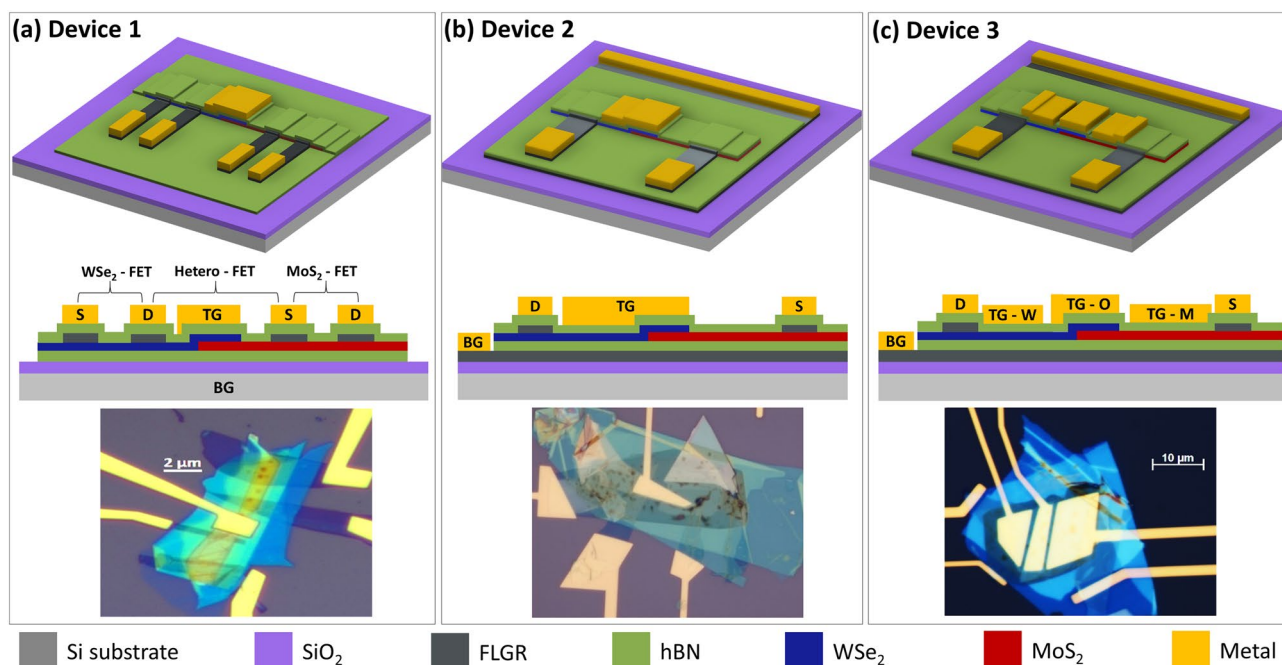 (a) Device 1
(b) Device 2
(c) Device 3
WSe₂ - FET Hetero - FET MoS₂ - FET
S D TG S D
BG
D TG S
BG
D TG - W TG - O TG - M S
BG
2 µm
10 µm
Si substrate SiO₂ FLGR hBN WSe₂ MoS₂ Metal